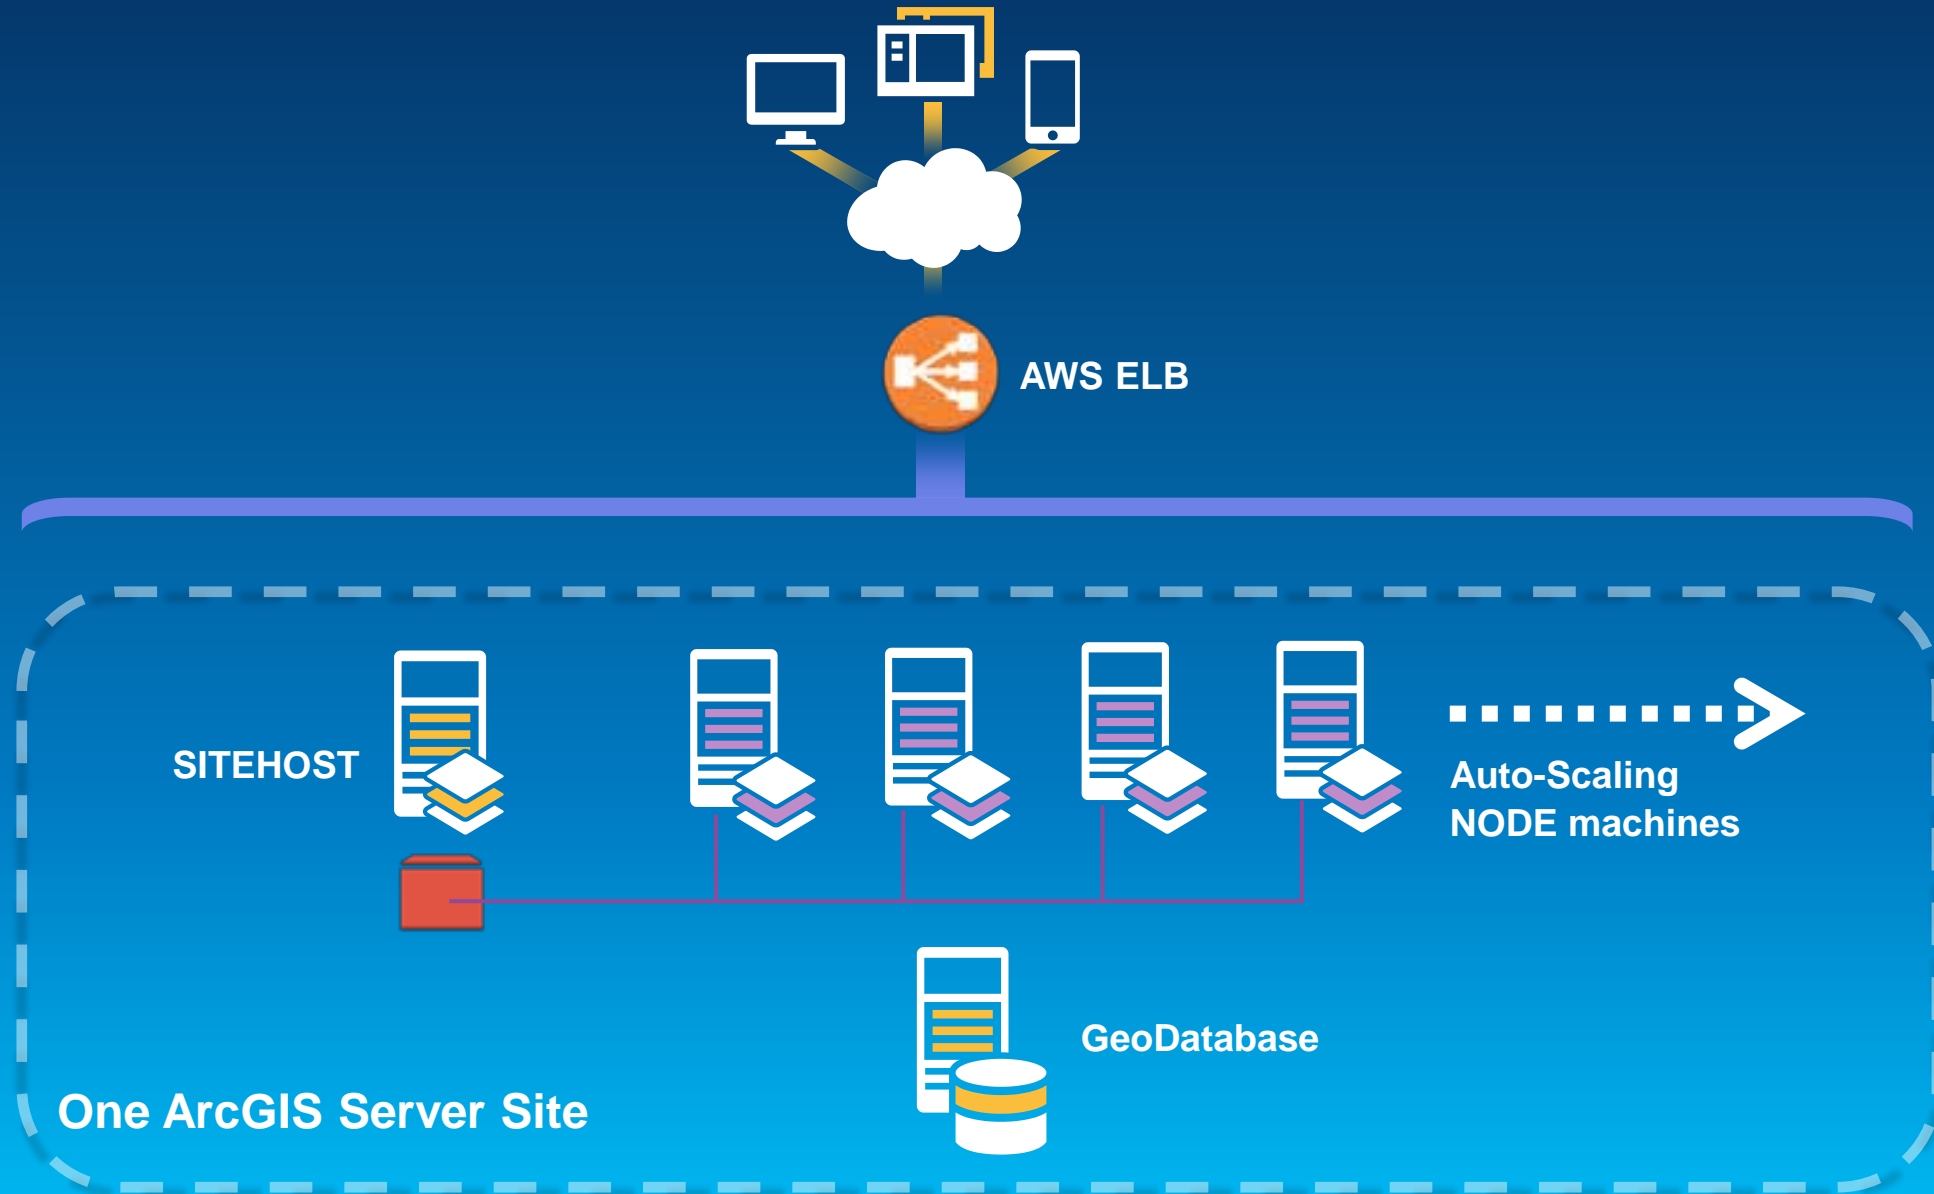 AWS ELB
SITEHOST
Auto-Scaling
NODE machines
GeoDatabase
One ArcGIS Server Site